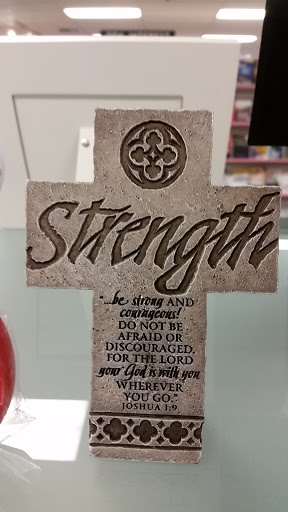 Strength
"...be strong AND
courageous!
DO NOT BE
AFRAID OR
DISCOURAGED,
FOR THE LORD
your God is with you
WHEREVER
YOU GO."
JOSHUA 1:9